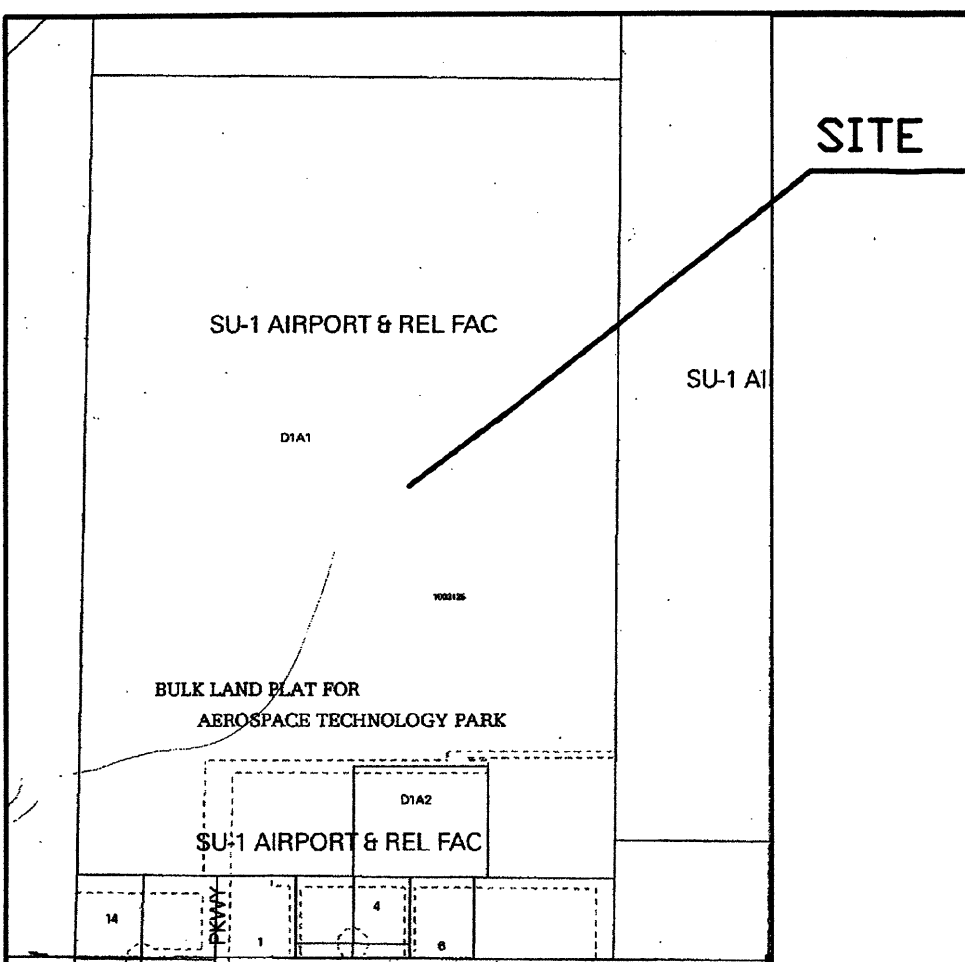 SITE
SU-1 AIRPORT & REL FAC
SU-1 AI
D1A1
BULK LAND PLAT FOR
AEROSPACE TECHNOLOGY PARK
D1A2
SU-1 AIRPORT & REL FAC
14
PKWY
1
4
6